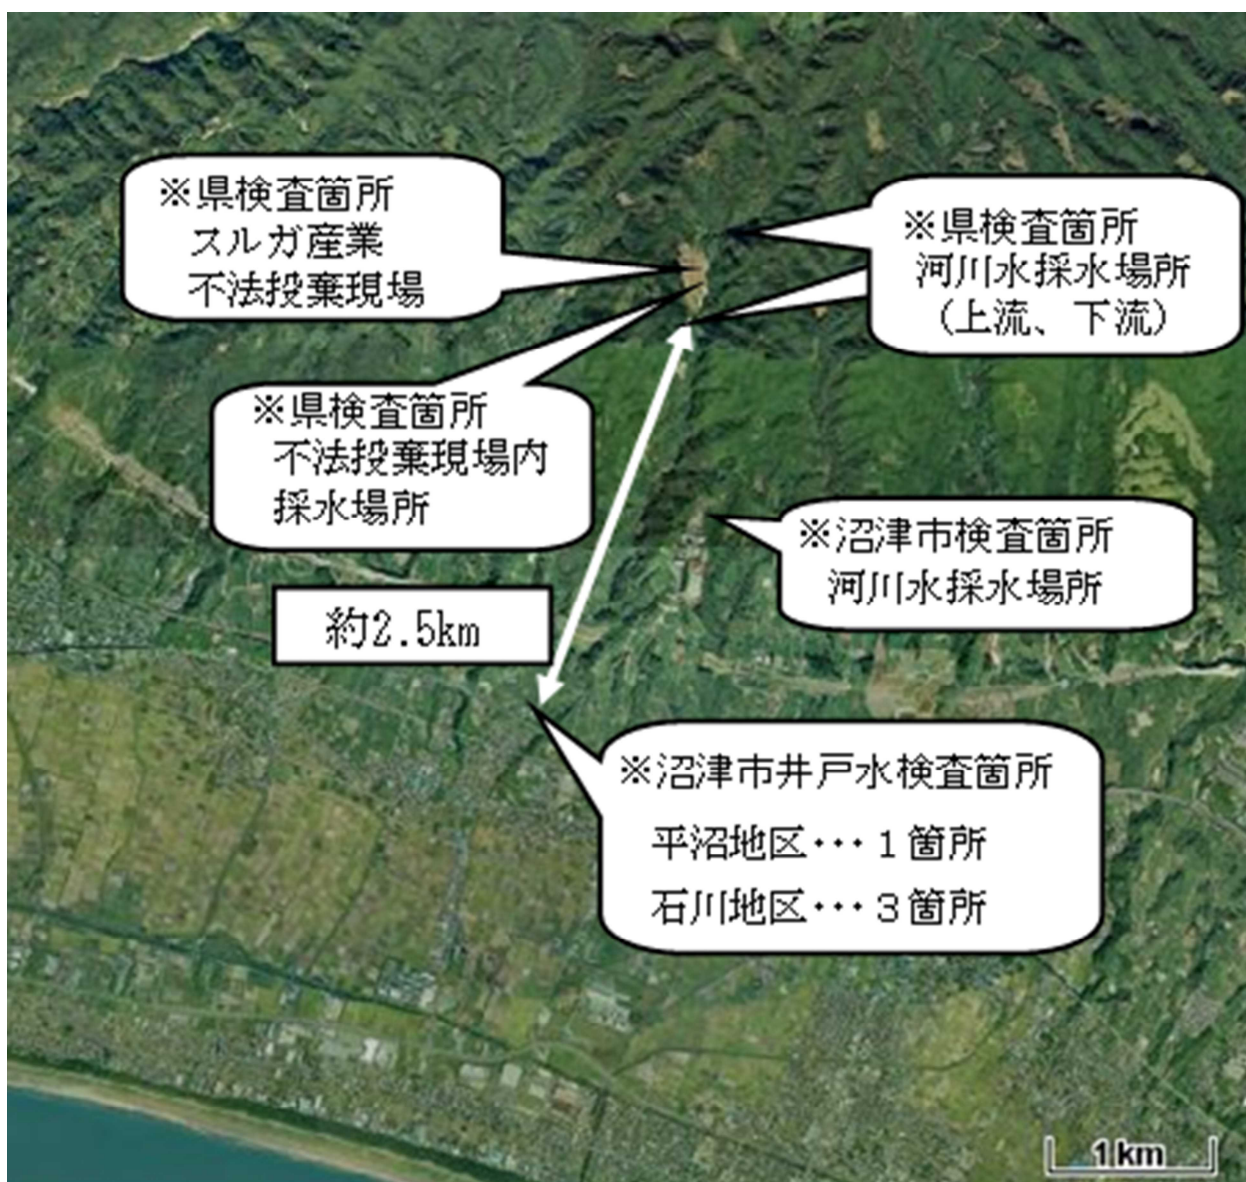 ※県検査箇所
スルガ産業
不法投棄現場
※県検査箇所
河川水採水場所
(上流、下流)
※県検査箇所
不法投棄現場内
採水場所
※沼津市検査箇所
河川水採水場所
約2.5km
※沼津市井戸水検査箇所
平沼地区･･･１箇所
石川地区･･･３箇所
1 km